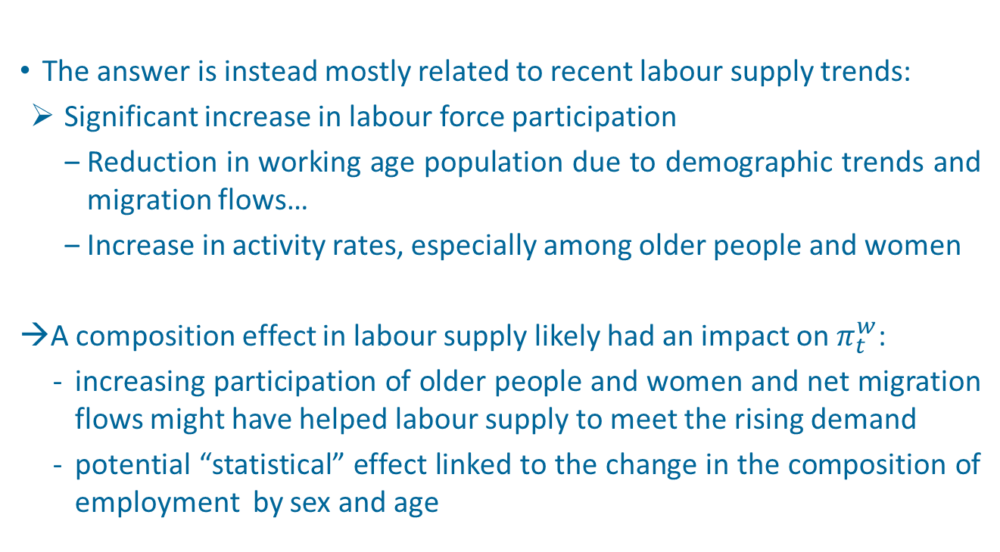 • The answer is instead mostly related to recent labour supply trends:
➢ Significant increase in labour force participation
– Reduction in working age population due to demographic trends and
migration flows…
– Increase in activity rates, especially among older people and women
→A composition effect in labour supply likely had an impact on $\pi_t^w$:
- increasing participation of older people and women and net migration
flows might have helped labour supply to meet the rising demand
- potential “statistical” effect linked to the change in the composition of
employment by sex and age